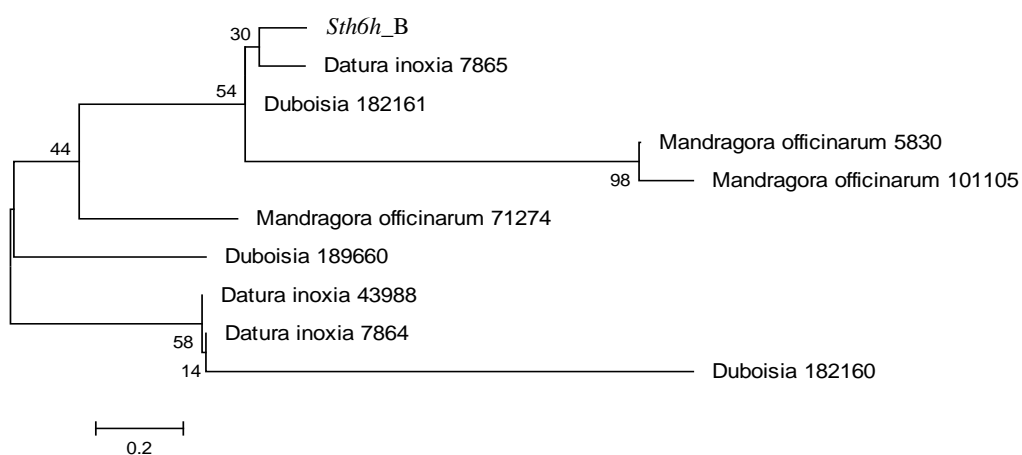 Sth6h_B
30
Datura inoxia 7865
54
Duboisia 182161
Mandragora officinarum 5830
44
98
Mandragora officinarum 101105
Mandragora officinarum 71274
Duboisia 189660
Datura inoxia 43988
Datura inoxia 7864
58
14
Duboisia 182160
0.2